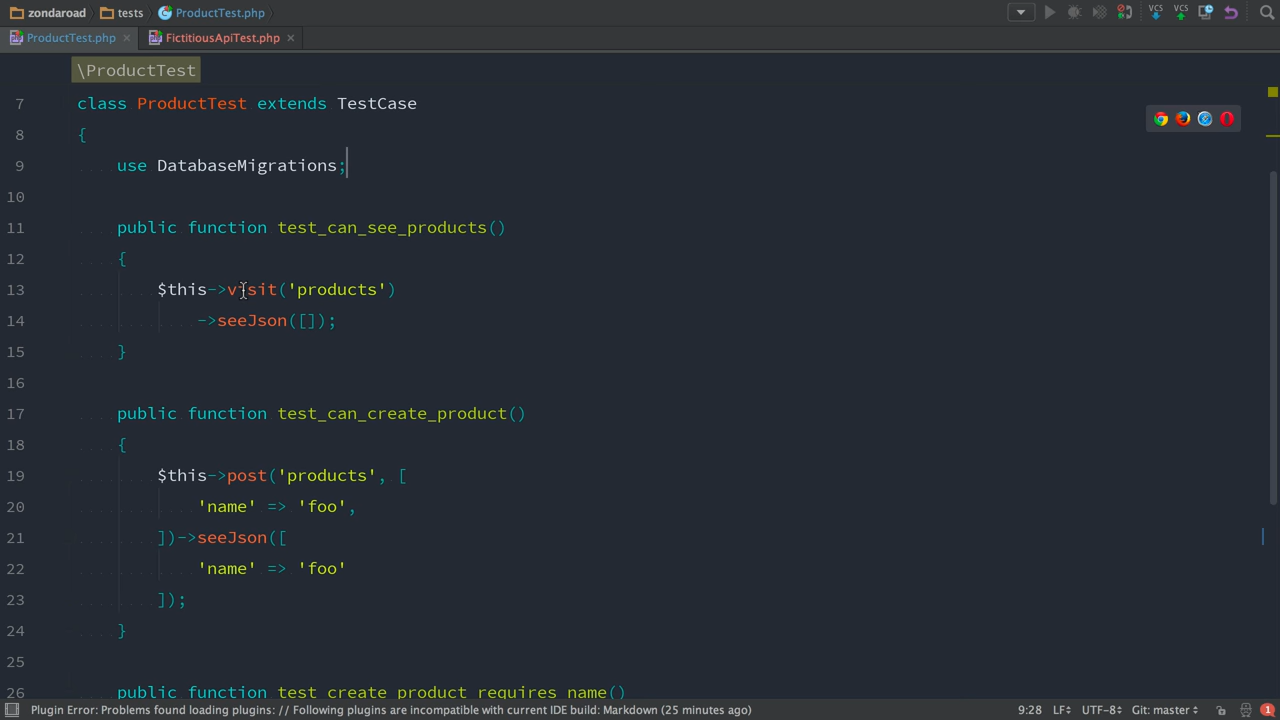 zondaroad tests ProductTest.php
VCS VCS
ProductTest.php × FictitiousApiTest.php ×
\ProductTest
7 class ProductTest extends TestCase
8 {
9 use DatabaseMigrations;
10
11 public function test_can_see_products()
12 {
13 $this->visit('products')
14 ->seeJson([]);
15 }
16
17 public function test_can_create_product()
18 {
19 $this->post('products', [
20 'name' => 'foo',
21 ])->seeJson([
22 'name' => 'foo'
23 ]);
24 }
25
26 public function test_create_product_requires_name()
Plugin Error: Problems found loading plugins: // Following plugins are incompatible with current IDE build: Markdown (25 minutes ago) 9:28 LF÷ UTF-8÷ Git: master÷ 1